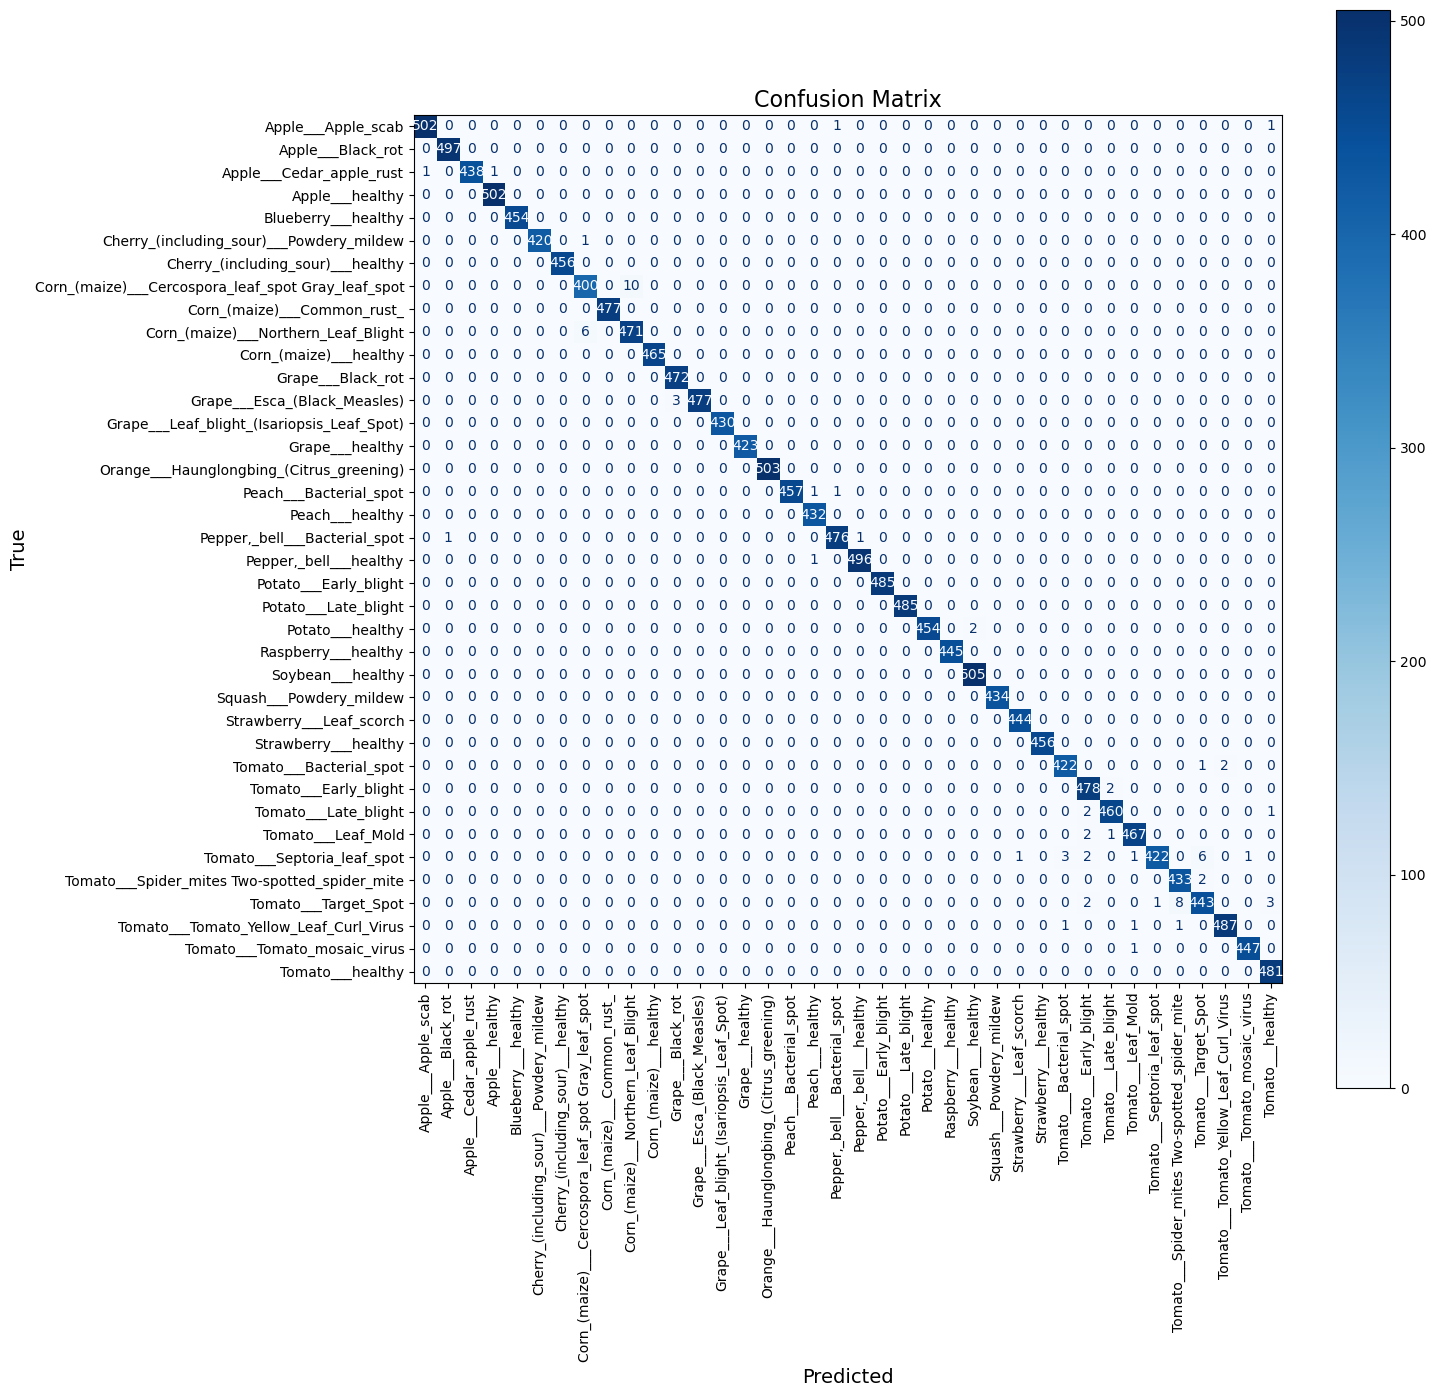 Confusion Matrix
Apple___Apple_scab 502 0 0 0 0 0 0 0 0 0 0 0 0 0 0 0 0 0 1 0 0 0 0 0 0 0 0 0 0 0 0 0 0 0 0 0 0 1
Apple___Black_rot 0 497 0 0 0 0 0 0 0 0 0 0 0 0 0 0 0 0 0 0 0 0 0 0 0 0 0 0 0 0 0 0 0 0 0 0 0 0
Apple___Cedar_apple_rust 1 0 438 1 0 0 0 0 0 0 0 0 0 0 0 0 0 0 0 0 0 0 0 0 0 0 0 0 0 0 0 0 0 0 0 0 0 0
Apple___healthy 0 0 0 502 0 0 0 0 0 0 0 0 0 0 0 0 0 0 0 0 0 0 0 0 0 0 0 0 0 0 0 0 0 0 0 0 0 0
Blueberry___healthy 0 0 0 0 454 0 0 0 0 0 0 0 0 0 0 0 0 0 0 0 0 0 0 0 0 0 0 0 0 0 0 0 0 0 0 0 0 0
Cherry_(including_sour)___Powdery_mildew 0 0 0 0 0 420 0 1 0 0 0 0 0 0 0 0 0 0 0 0 0 0 0 0 0 0 0 0 0 0 0 0 0 0 0 0 0 0
Cherry_(including_sour)___healthy 0 0 0 0 0 0 456 0 0 0 0 0 0 0 0 0 0 0 0 0 0 0 0 0 0 0 0 0 0 0 0 0 0 0 0 0 0 0
Corn_(maize)___Cercospora_leaf_spot Gray_leaf_spot 0 0 0 0 0 0 0 400 0 10 0 0 0 0 0 0 0 0 0 0 0 0 0 0 0 0 0 0 0 0 0 0 0 0 0 0 0 0
Corn_(maize)___Common_rust_ 0 0 0 0 0 0 0 0 477 0 0 0 0 0 0 0 0 0 0 0 0 0 0 0 0 0 0 0 0 0 0 0 0 0 0 0 0 0
Corn_(maize)___Northern_Leaf_Blight 0 0 0 0 0 0 0 6 0 471 0 0 0 0 0 0 0 0 0 0 0 0 0 0 0 0 0 0 0 0 0 0 0 0 0 0 0 0
Corn_(maize)___healthy 0 0 0 0 0 0 0 0 0 0 465 0 0 0 0 0 0 0 0 0 0 0 0 0 0 0 0 0 0 0 0 0 0 0 0 0 0 0
Grape___Black_rot 0 0 0 0 0 0 0 0 0 0 0 472 0 0 0 0 0 0 0 0 0 0 0 0 0 0 0 0 0 0 0 0 0 0 0 0 0 0
Grape___Esca_(Black_Measles) 0 0 0 0 0 0 0 0 0 0 0 3 477 0 0 0 0 0 0 0 0 0 0 0 0 0 0 0 0 0 0 0 0 0 0 0 0 0
Grape___Leaf_blight_(Isariopsis_Leaf_Spot) 0 0 0 0 0 0 0 0 0 0 0 0 0 430 0 0 0 0 0 0 0 0 0 0 0 0 0 0 0 0 0 0 0 0 0 0 0 0
Grape___healthy 0 0 0 0 0 0 0 0 0 0 0 0 0 0 423 0 0 0 0 0 0 0 0 0 0 0 0 0 0 0 0 0 0 0 0 0 0 0
Orange___Haunglongbing_(Citrus_greening) 0 0 0 0 0 0 0 0 0 0 0 0 0 0 0 503 0 0 0 0 0 0 0 0 0 0 0 0 0 0 0 0 0 0 0 0 0 0
Peach___Bacterial_spot 0 0 0 0 0 0 0 0 0 0 0 0 0 0 0 0 457 1 1 0 0 0 0 0 0 0 0 0 0 0 0 0 0 0 0 0 0 0
Peach___healthy 0 0 0 0 0 0 0 0 0 0 0 0 0 0 0 0 0 432 0 0 0 0 0 0 0 0 0 0 0 0 0 0 0 0 0 0 0 0
Pepper,_bell___Bacterial_spot 0 1 0 0 0 0 0 0 0 0 0 0 0 0 0 0 0 0 476 1 0 0 0 0 0 0 0 0 0 0 0 0 0 0 0 0 0 0
Pepper,_bell___healthy 0 0 0 0 0 0 0 0 0 0 0 0 0 0 0 0 0 1 0 496 0 0 0 0 0 0 0 0 0 0 0 0 0 0 0 0 0 0
Potato___Early_blight 0 0 0 0 0 0 0 0 0 0 0 0 0 0 0 0 0 0 0 0 485 0 0 0 0 0 0 0 0 0 0 0 0 0 0 0 0 0
Potato___Late_blight 0 0 0 0 0 0 0 0 0 0 0 0 0 0 0 0 0 0 0 0 0 485 0 0 0 0 0 0 0 0 0 0 0 0 0 0 0 0
Potato___healthy 0 0 0 0 0 0 0 0 0 0 0 0 0 0 0 0 0 0 0 0 0 0 454 0 2 0 0 0 0 0 0 0 0 0 0 0 0 0
Raspberry___healthy 0 0 0 0 0 0 0 0 0 0 0 0 0 0 0 0 0 0 0 0 0 0 0 445 0 0 0 0 0 0 0 0 0 0 0 0 0 0
Soybean___healthy 0 0 0 0 0 0 0 0 0 0 0 0 0 0 0 0 0 0 0 0 0 0 0 0 505 0 0 0 0 0 0 0 0 0 0 0 0 0
Squash___Powdery_mildew 0 0 0 0 0 0 0 0 0 0 0 0 0 0 0 0 0 0 0 0 0 0 0 0 0 434 0 0 0 0 0 0 0 0 0 0 0 0
Strawberry___Leaf_scorch 0 0 0 0 0 0 0 0 0 0 0 0 0 0 0 0 0 0 0 0 0 0 0 0 0 0 444 0 0 0 0 0 0 0 0 0 0 0
Strawberry___healthy 0 0 0 0 0 0 0 0 0 0 0 0 0 0 0 0 0 0 0 0 0 0 0 0 0 0 0 456 0 0 0 0 0 0 0 0 0 0
Tomato___Bacterial_spot 0 0 0 0 0 0 0 0 0 0 0 0 0 0 0 0 0 0 0 0 0 0 0 0 0 0 0 0 422 0 0 0 0 0 1 2 0 0
Tomato___Early_blight 0 0 0 0 0 0 0 0 0 0 0 0 0 0 0 0 0 0 0 0 0 0 0 0 0 0 0 0 0 478 2 0 0 0 0 0 0 0
Tomato___Late_blight 0 0 0 0 0 0 0 0 0 0 0 0 0 0 0 0 0 0 0 0 0 0 0 0 0 0 0 0 0 2 460 0 0 0 0 0 0 1
Tomato___Leaf_Mold 0 0 0 0 0 0 0 0 0 0 0 0 0 0 0 0 0 0 0 0 0 0 0 0 0 0 0 0 0 2 1 467 0 0 0 0 0 0
Tomato___Septoria_leaf_spot 0 0 0 0 0 0 0 0 0 0 0 0 0 0 0 0 0 0 0 0 0 0 0 0 0 0 1 0 3 2 0 1 422 0 6 0 1 0
Tomato___Spider_mites Two-spotted_spider_mite 0 0 0 0 0 0 0 0 0 0 0 0 0 0 0 0 0 0 0 0 0 0 0 0 0 0 0 0 0 0 0 0 0 433 2 0 0 0
Tomato___Target_Spot 0 0 0 0 0 0 0 0 0 0 0 0 0 0 0 0 0 0 0 0 0 0 0 0 0 0 0 0 0 2 0 0 1 8 443 0 0 3
Tomato___Tomato_Yellow_Leaf_Curl_Virus 0 0 0 0 0 0 0 0 0 0 0 0 0 0 0 0 0 0 0 0 0 0 0 0 0 0 0 0 1 0 0 1 0 1 0 487 0 0
Tomato___Tomato_mosaic_virus 0 0 0 0 0 0 0 0 0 0 0 0 0 0 0 0 0 0 0 0 0 0 0 0 0 0 0 0 0 0 0 1 0 0 0 0 447 0
Tomato___healthy 0 0 0 0 0 0 0 0 0 0 0 0 0 0 0 0 0 0 0 0 0 0 0 0 0 0 0 0 0 0 0 0 0 0 0 0 0 481
True
Apple___Apple_scab
Apple___Black_rot
Apple___Cedar_apple_rust
Apple___healthy
Blueberry___healthy
Cherry_(including_sour)___Powdery_mildew
Cherry_(including_sour)___healthy
Corn_(maize)___Cercospora_leaf_spot Gray_leaf_spot
Corn_(maize)___Common_rust_
Corn_(maize)___Northern_Leaf_Blight
Corn_(maize)___healthy
Grape___Black_rot
Grape___Esca_(Black_Measles)
Grape___Leaf_blight_(Isariopsis_Leaf_Spot)
Grape___healthy
Orange___Haunglongbing_(Citrus_greening)
Peach___Bacterial_spot
Peach___healthy
Pepper,_bell___Bacterial_spot
Pepper,_bell___healthy
Potato___Early_blight
Potato___Late_blight
Potato___healthy
Raspberry___healthy
Soybean___healthy
Squash___Powdery_mildew
Strawberry___Leaf_scorch
Strawberry___healthy
Tomato___Bacterial_spot
Tomato___Early_blight
Tomato___Late_blight
Tomato___Leaf_Mold
Tomato___Septoria_leaf_spot
Tomato___Spider_mites Two-spotted_spider_mite
Tomato___Target_Spot
Tomato___Tomato_Yellow_Leaf_Curl_Virus
Tomato___Tomato_mosaic_virus
Tomato___healthy
Predicted
500
400
300
200
100
0